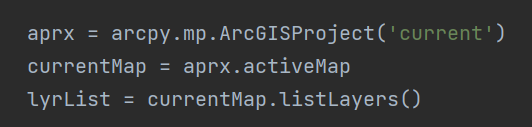 aprx = arcpy.mp.ArcGISProject('current')
currentMap = aprx.activeMap
lyrList = currentMap.listLayers()